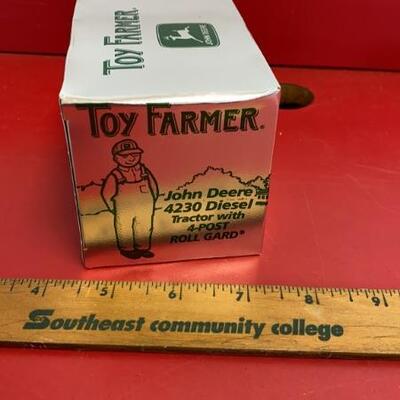 TOY FARMER
JOHN DEERE
TOY FARMER®
John Deere
4230 Diesel
Tractor with
4-POST
ROLL GARD®
4 5 6 7 8 9
Southeast community college